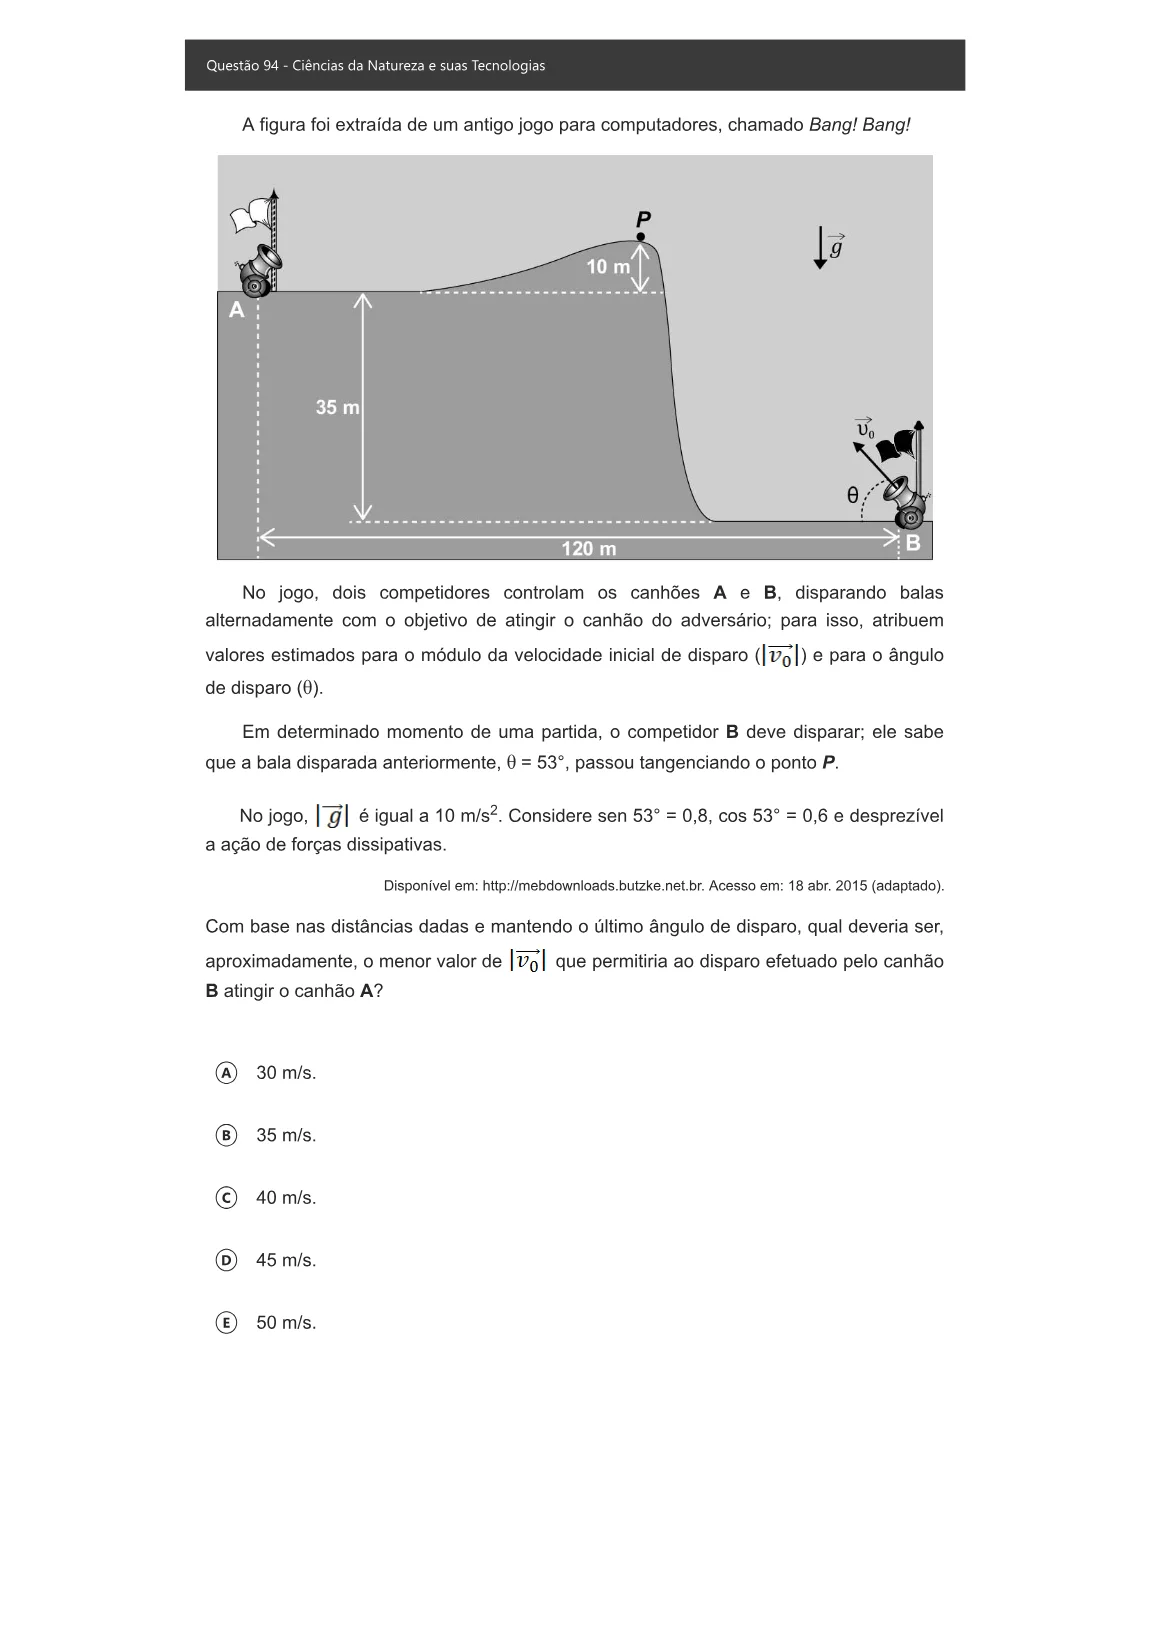 Questão 94 - Ciências da Natureza e suas Tecnologias
A figura foi extraída de um antigo jogo para computadores, chamado Bang! Bang!
P
g
10 m
A
35 m
υ₀
θ
120 m
B
No jogo, dois competidores controlam os canhões A e B, disparando balas
alternadamente com o objetivo de atingir o canhão do adversário; para isso, atribuem
valores estimados para o módulo da velocidade inicial de disparo (|v₀|) e para o ângulo
de disparo (θ).
Em determinado momento de uma partida, o competidor B deve disparar; ele sabe
que a bala disparada anteriormente, θ = 53°, passou tangenciando o ponto P.
No jogo, |g| é igual a 10 m/s². Considere sen 53° = 0,8, cos 53° = 0,6 e desprezível
a ação de forças dissipativas.
Disponível em: http://mebdownloads.butzke.net.br. Acesso em: 18 abr. 2015 (adaptado).
Com base nas distâncias dadas e mantendo o último ângulo de disparo, qual deveria ser,
aproximadamente, o menor valor de |v₀| que permitiria ao disparo efetuado pelo canhão
B atingir o canhão A?
A 30 m/s.
B 35 m/s.
C 40 m/s.
D 45 m/s.
E 50 m/s.